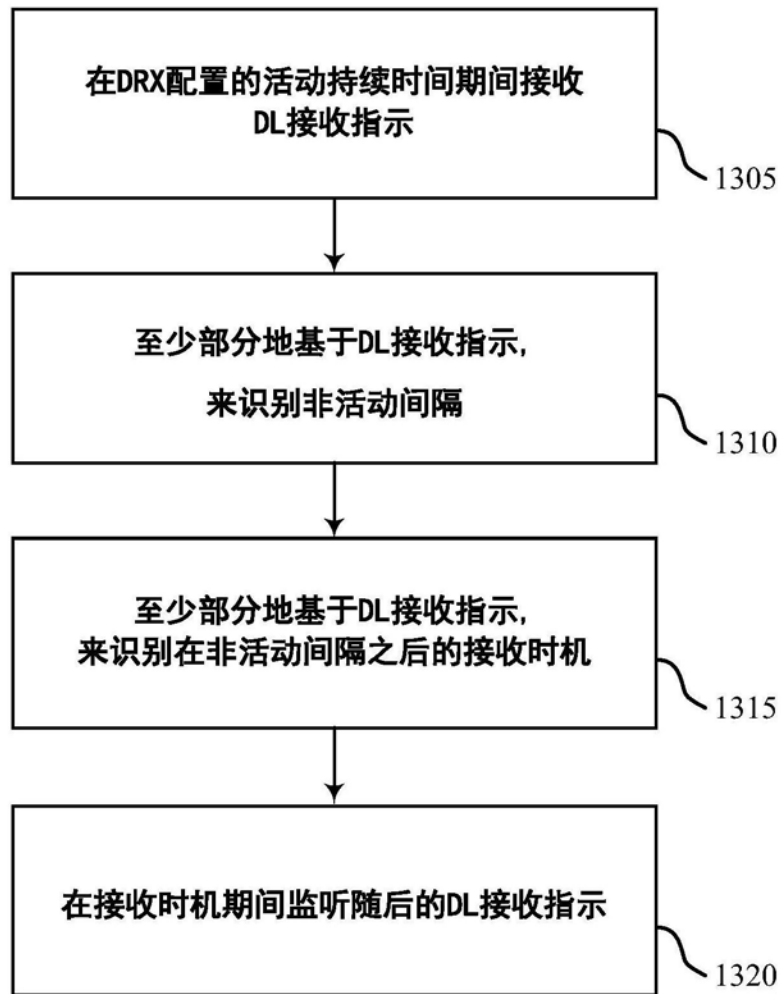 在DRX配置的活动持续时间期间接收
DL接收指示
1305
至少部分地基于DL接收指示,
来识别非活动间隔
1310
至少部分地基于DL接收指示,
来识别在非活动间隔之后的接收时机
1315
在接收时机期间监听随后的DL接收指示
1320